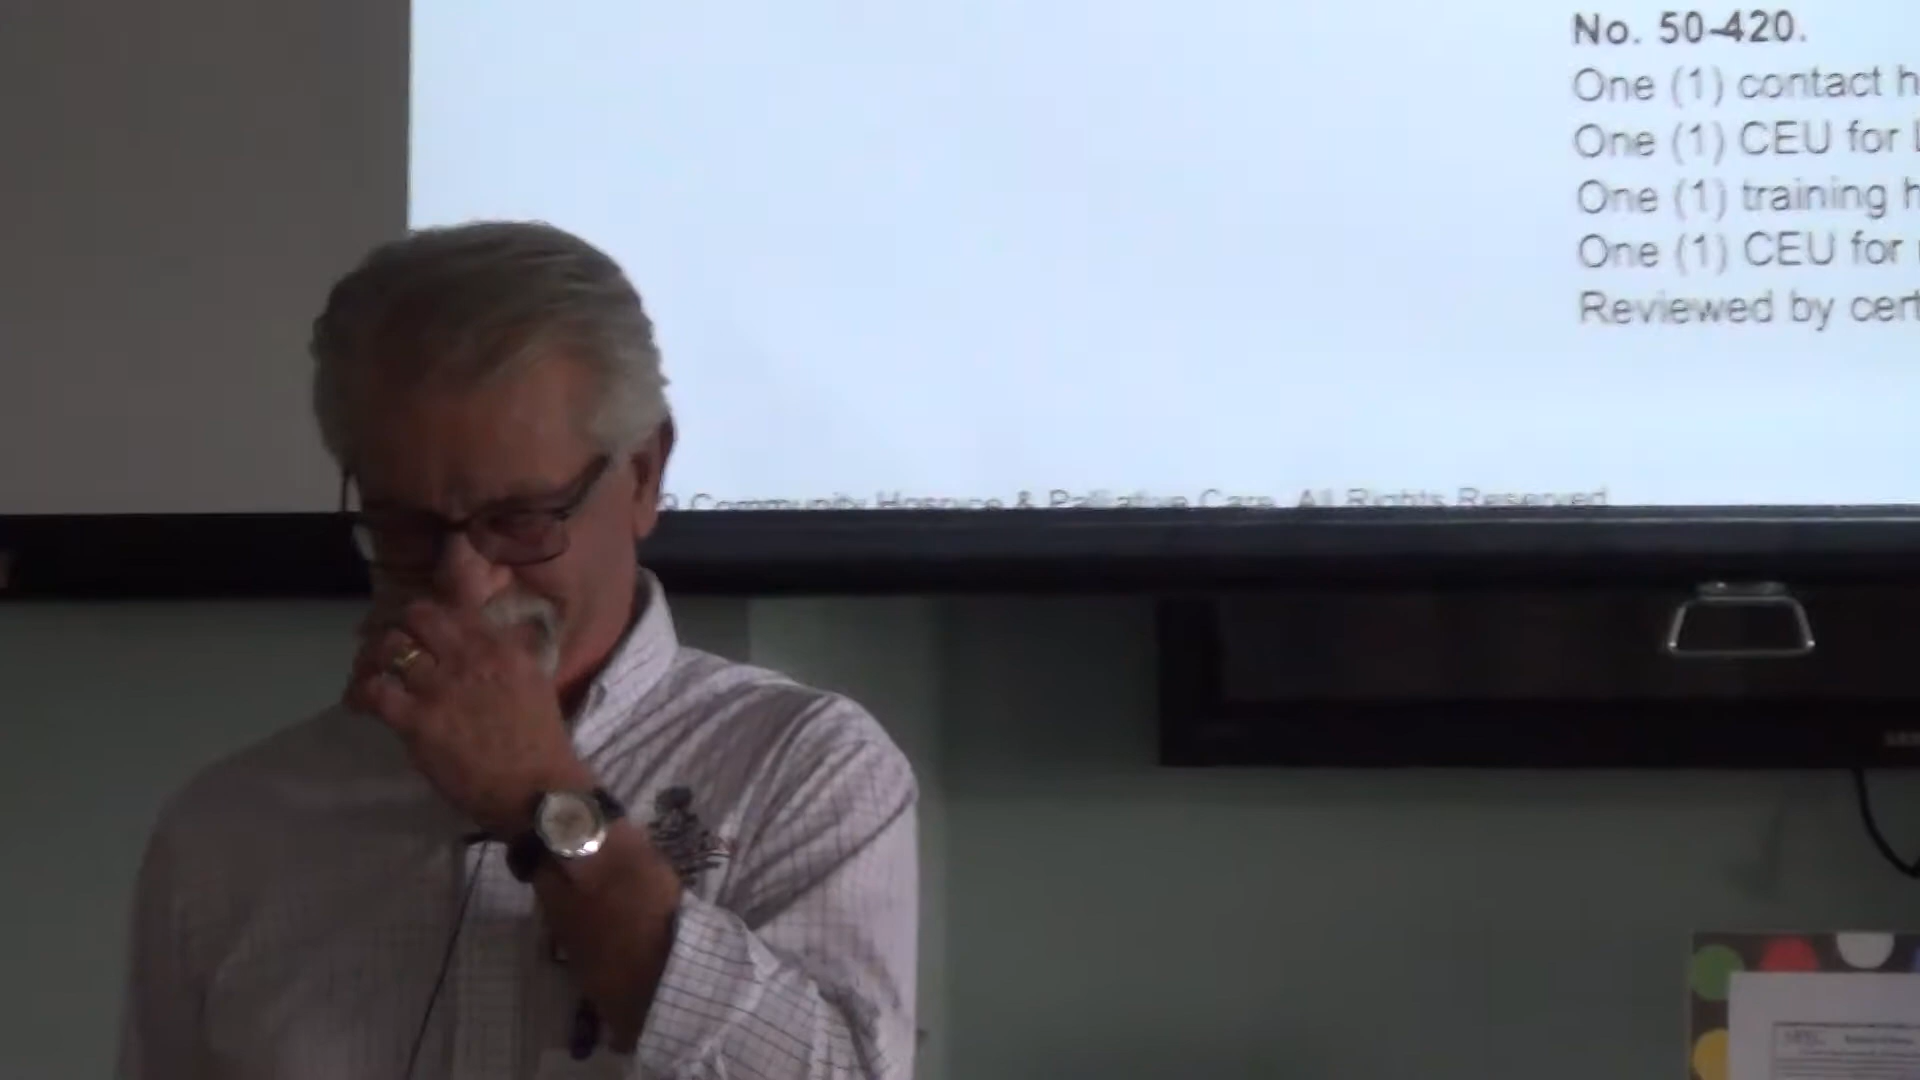 No. 50-420.
One (1) contact h
One (1) CEU for
One (1) training h
One (1) CEU for
Reviewed by cert
Community Hospice & Palliative Care, All Rights Reserved